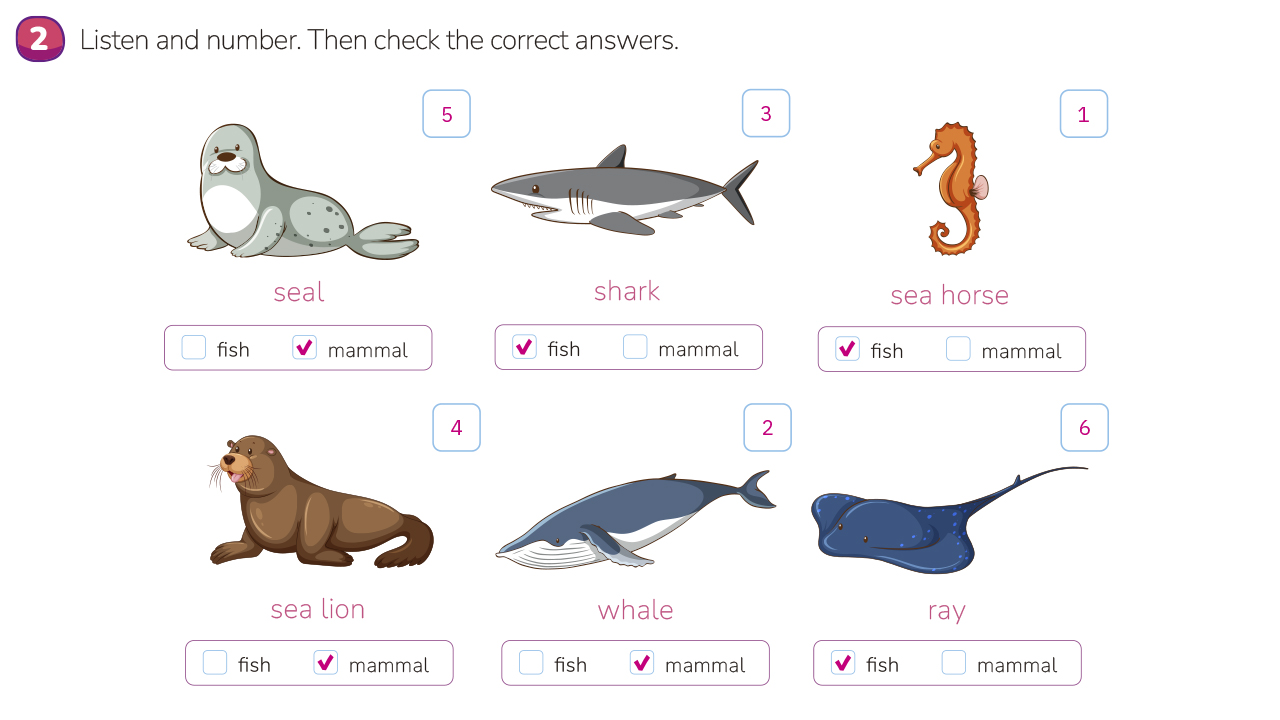 2 Listen and number. Then check the correct answers.
5
3
1
seal
shark
sea horse
fish mammal
fish mammal
fish mammal
4
2
6
sea lion
whale
ray
fish mammal
fish mammal
fish mammal